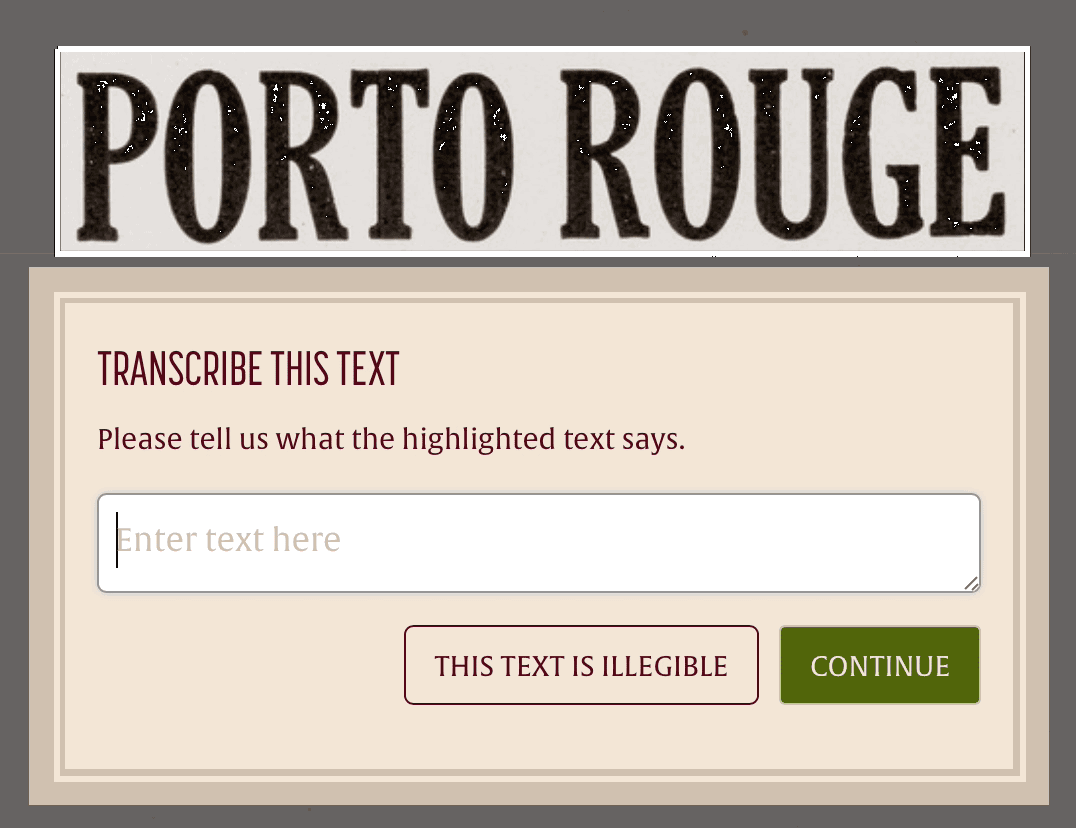 PORTO ROUGE
TRANSCRIBE THIS TEXT
Please tell us what the highlighted text says.
Enter text here
THIS TEXT IS ILLEGIBLE
CONTINUE